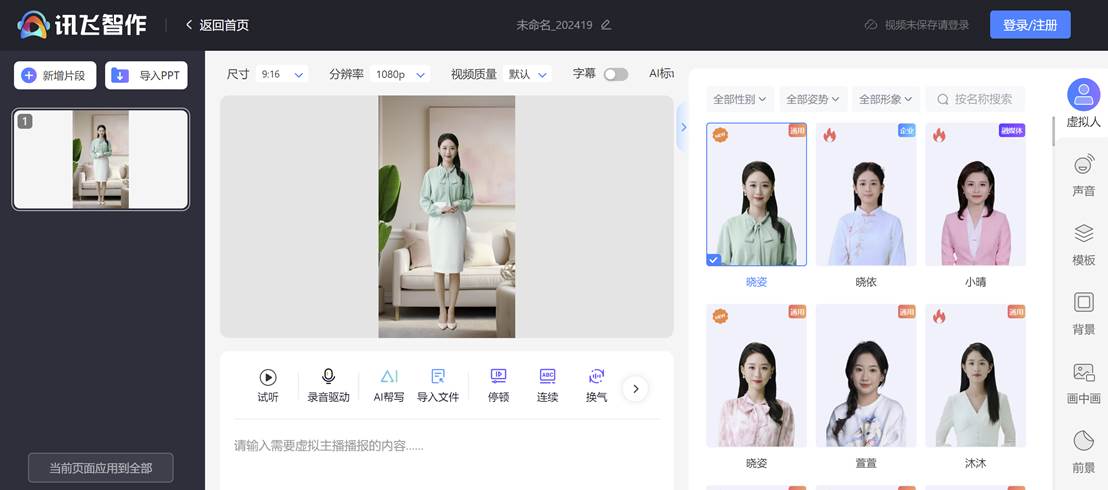 讯飞智作
返回首页
未命名_202419
视频未保存请登录
登录/注册
新增片段
导入PPT
1
当前页面应用到全部
尺寸 9:16 分辨率 1080p 视频质量 默认 字幕 AI标
试听
录音驱动
AI帮写
导入文件
停顿
ABC
连续
换气
请输入需要虚拟主播播报的内容......
全部性别
全部姿势
全部形象
按名称搜索
NEW
通用
企业
融媒体
晓姿
晓依
小晴
NEW
通用
通用
通用
晓姿
萱萱
沐沐
虚拟人
声音
模板
背景
画中画
前景